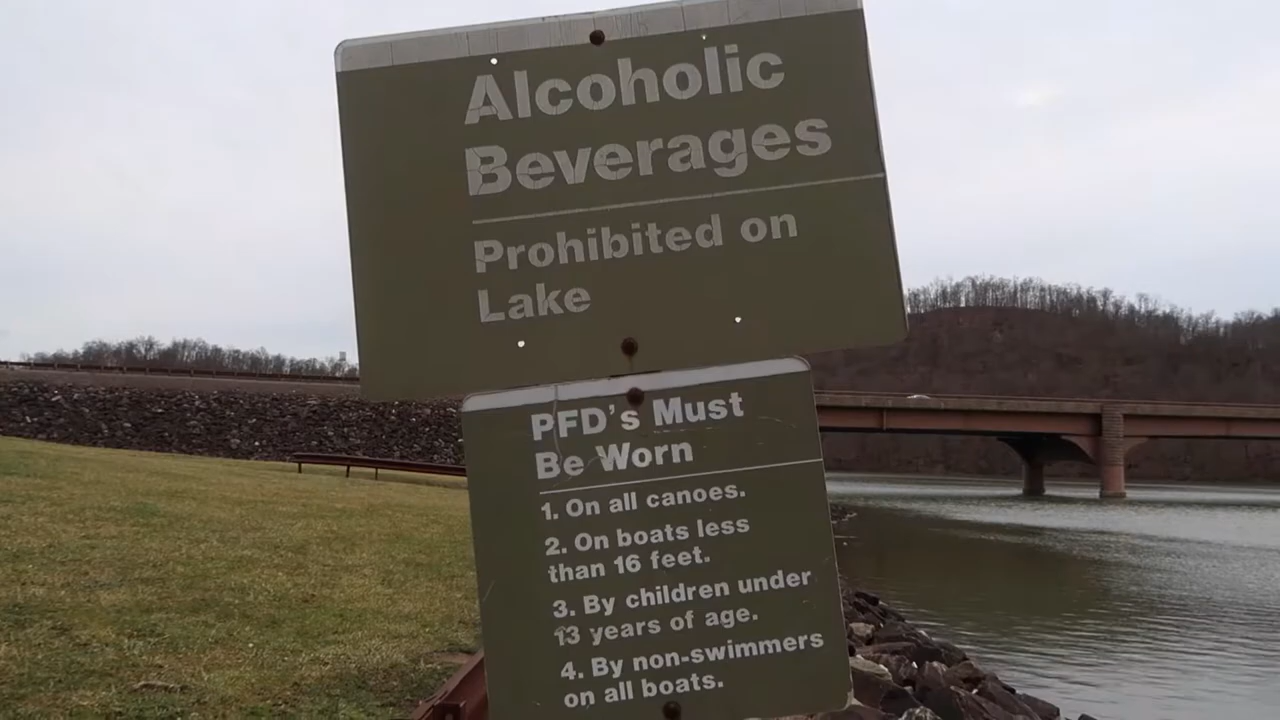 Alcoholic
Beverages
Prohibited on
Lake
PFD's Must
Be Worn
1. On all canoes.
2. On boats less
than 16 feet.
3. By children under
13 years of age.
4. By non-swimmers
on all boats.